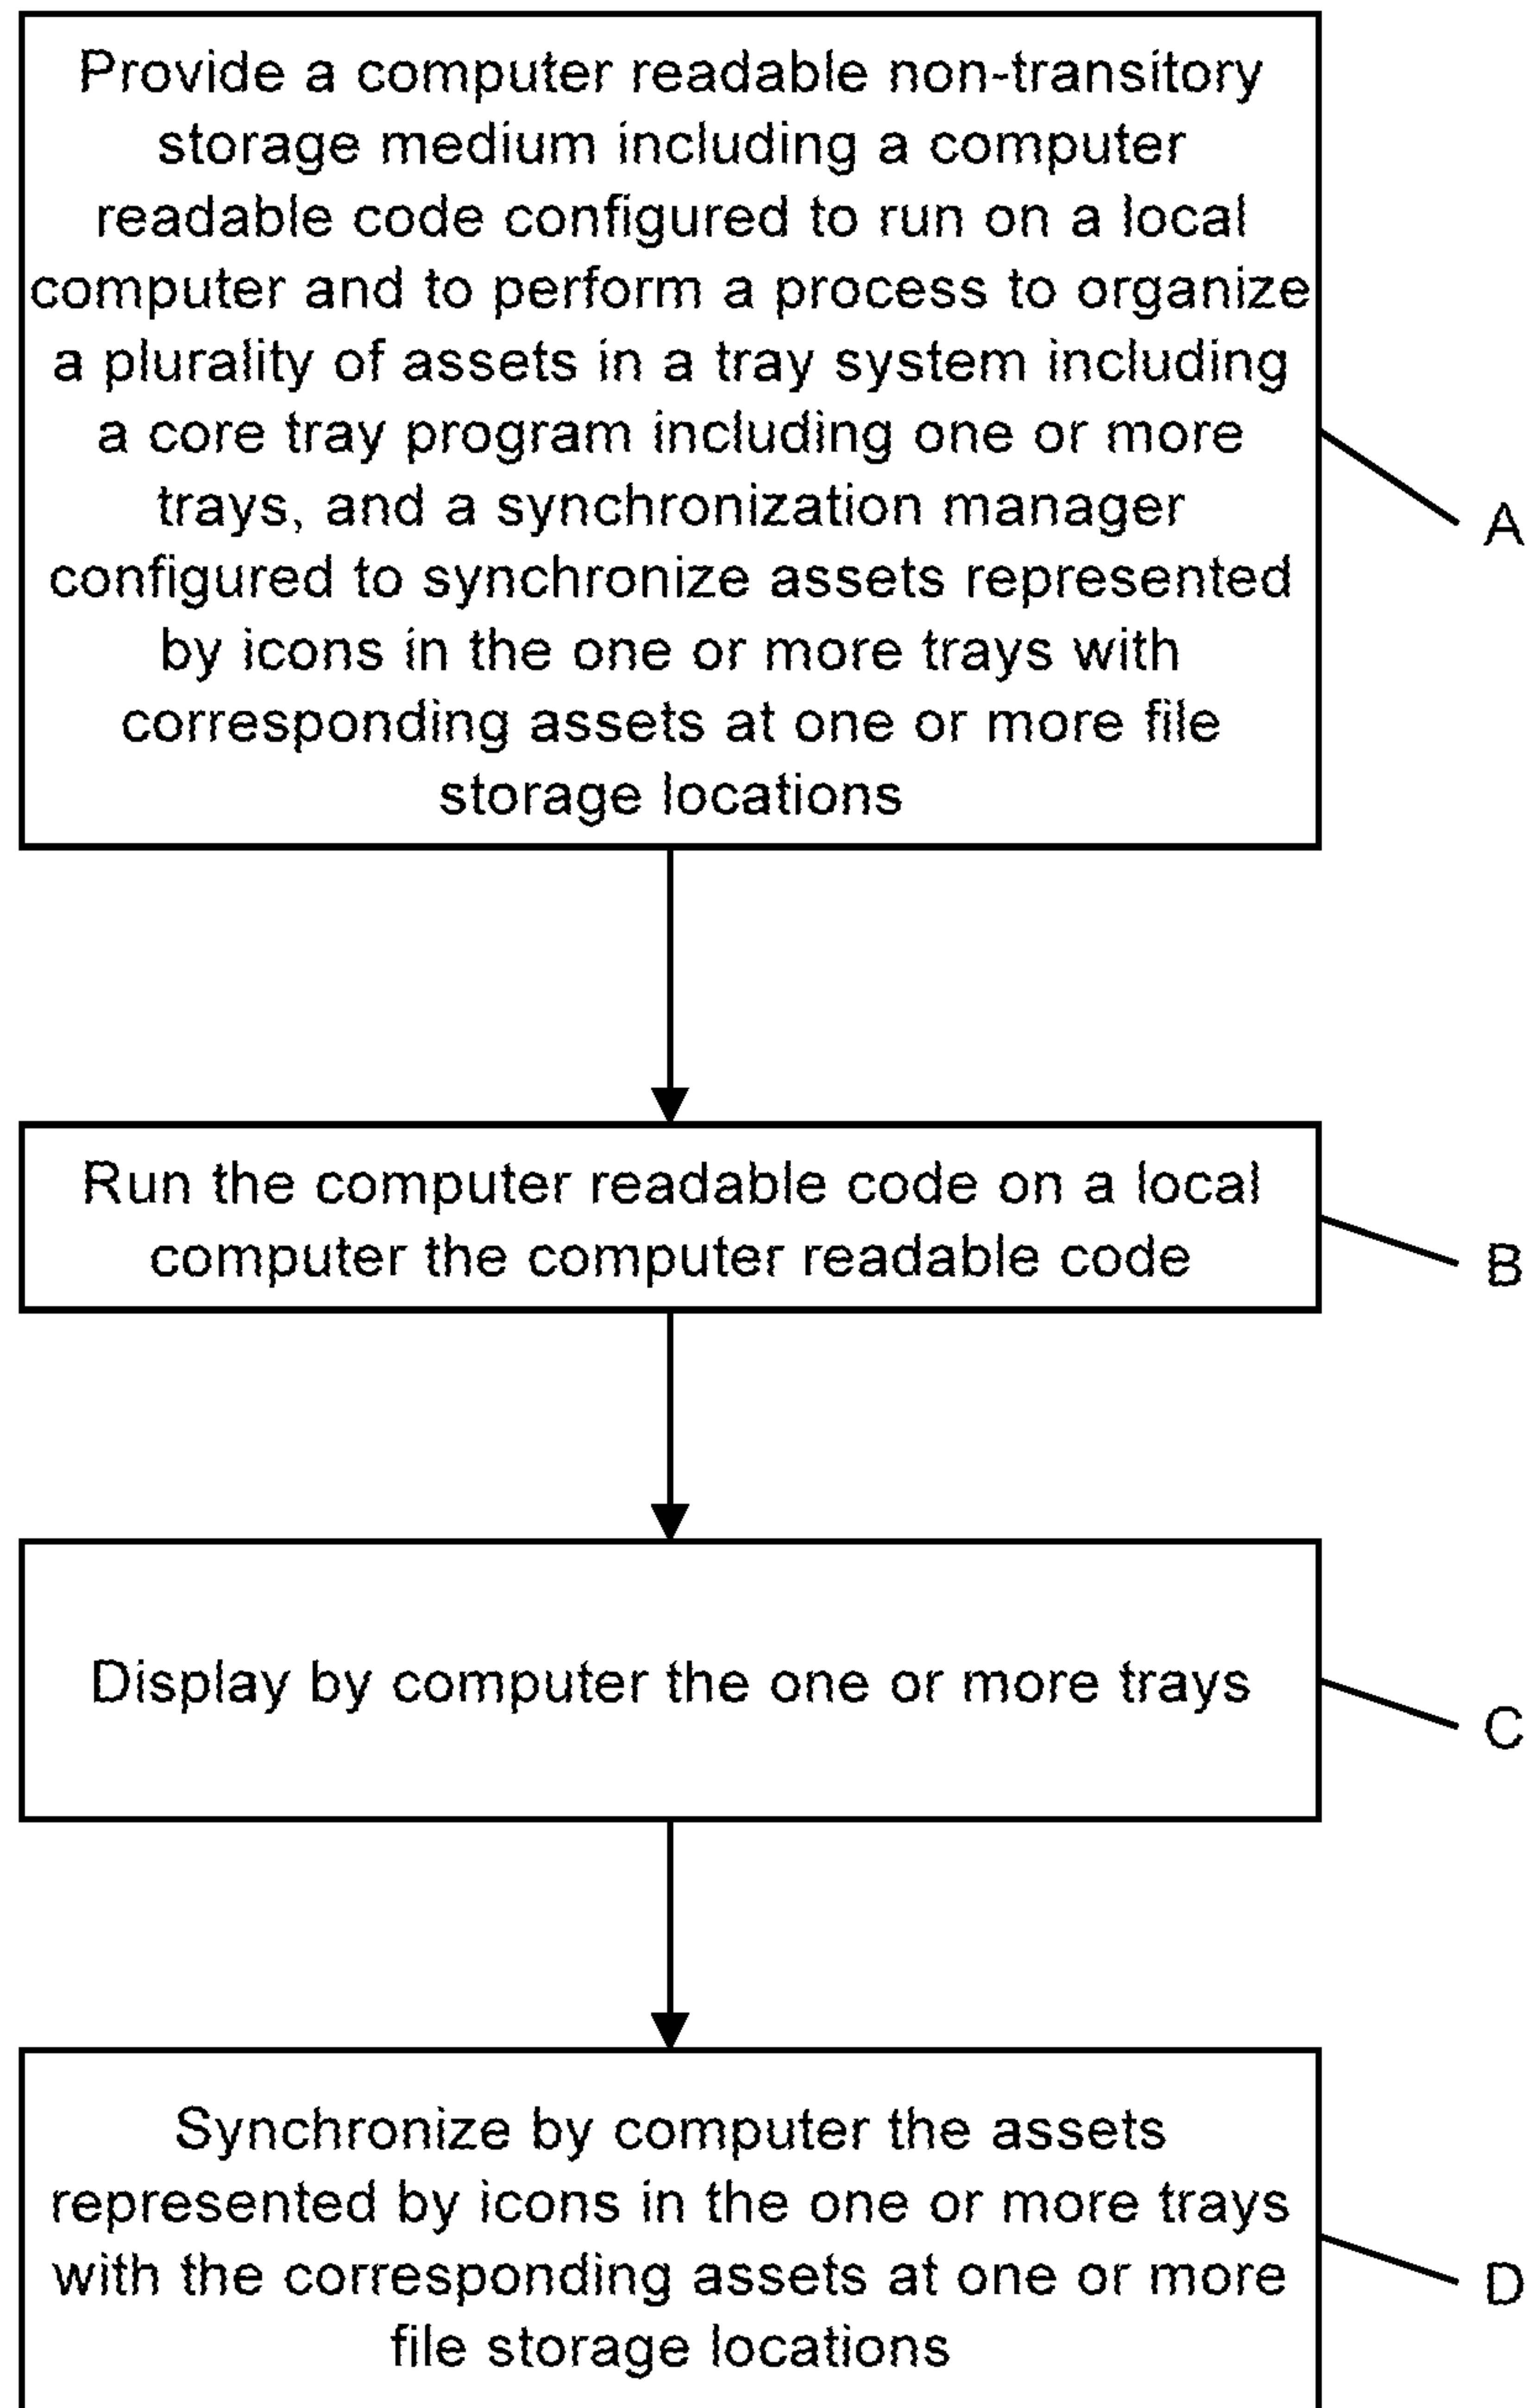 Provide a computer readable non-transitory
storage medium including a computer
readable code configured to run on a local
computer and to perform a process to organize
a plurality of assets in a tray system including
a core tray program including one or more
trays, and a synchronization manager
configured to synchronize assets represented
by icons in the one or more trays with
corresponding assets at one or more file
storage locations
A
Run the computer readable code on a local
computer the computer readable code
B
Display by computer the one or more trays
C
Synchronize by computer the assets
represented by icons in the one or more trays
with the corresponding assets at one or more
file storage locations
D